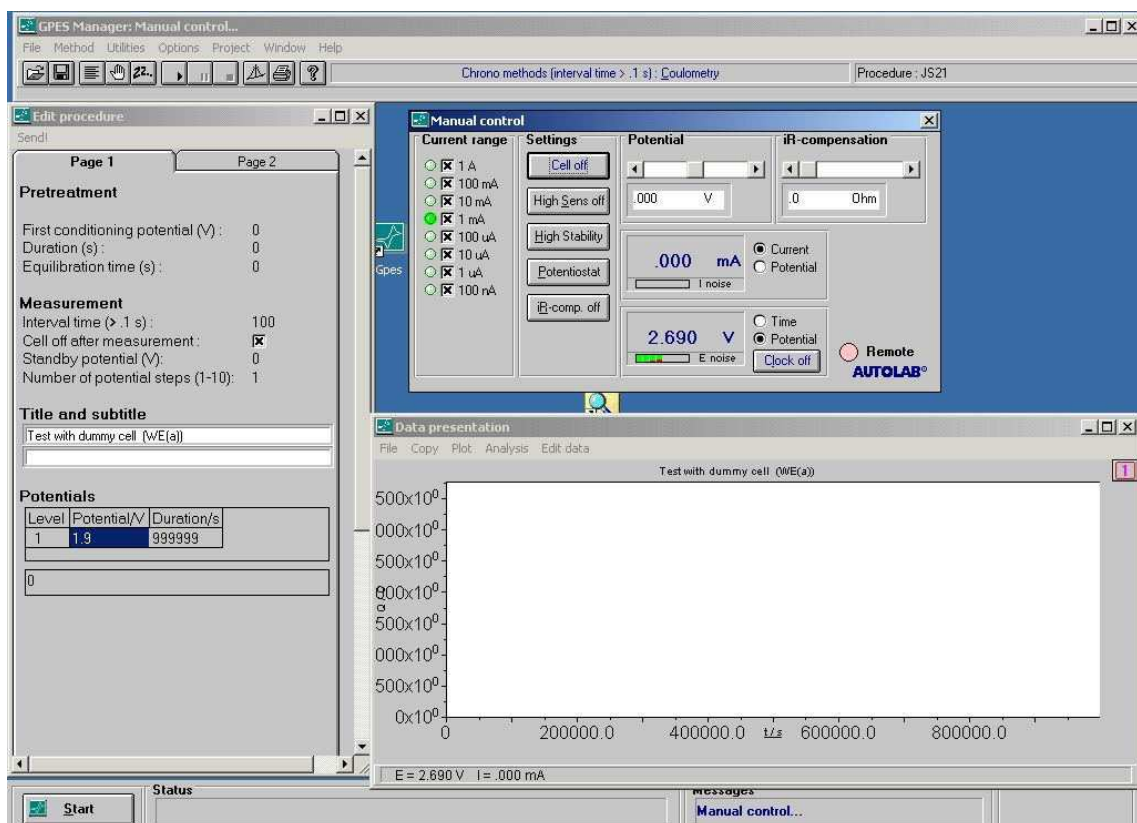 GPES Manager: Manual control...
File Method Utilities Options Project Window Help
Chrono methods (interval time > .1 s) : Coulometry
Procedure : JS21
Edit procedure
Send!
Page 1 Page 2
Pretreatment
First conditioning potential (V) : 0
Duration (s) : 0
Equilibration time (s) : 0
Measurement
Interval time (> .1 s) : 100
Cell off after measurement :
Standby potential (V): 0
Number of potential steps (1-10): 1
Title and subtitle
Test with dummy cell (WE(a))
Potentials
Level Potential/V Duration/s
1 1.9 999999
0
Gpes
Manual control
Current range
1 A
100 mA
10 mA
1 mA
100 uA
10 uA
1 uA
100 nA
Settings
Cell off
High Sens off
High Stability
Potentiostat
iR-comp. off
Potential
.000 V
iR-compensation
.0 Ohm
.000 mA
I noise
Current
Potential
2.690 V
E noise
Time
Potential
Clock off
Remote
AUTOLAB®
Data presentation
File Copy Plot Analysis Edit data
Test with dummy cell (WE(a))
1
500x10⁰
000x10⁰
500x10⁰
000x10⁰
500x10⁰
000x10⁰
500x10⁰
0x10⁰
0 200000.0 400000.0 t/s 600000.0 800000.0
E = 2.690 V I = .000 mA
Start
Status
Messages
Manual control...